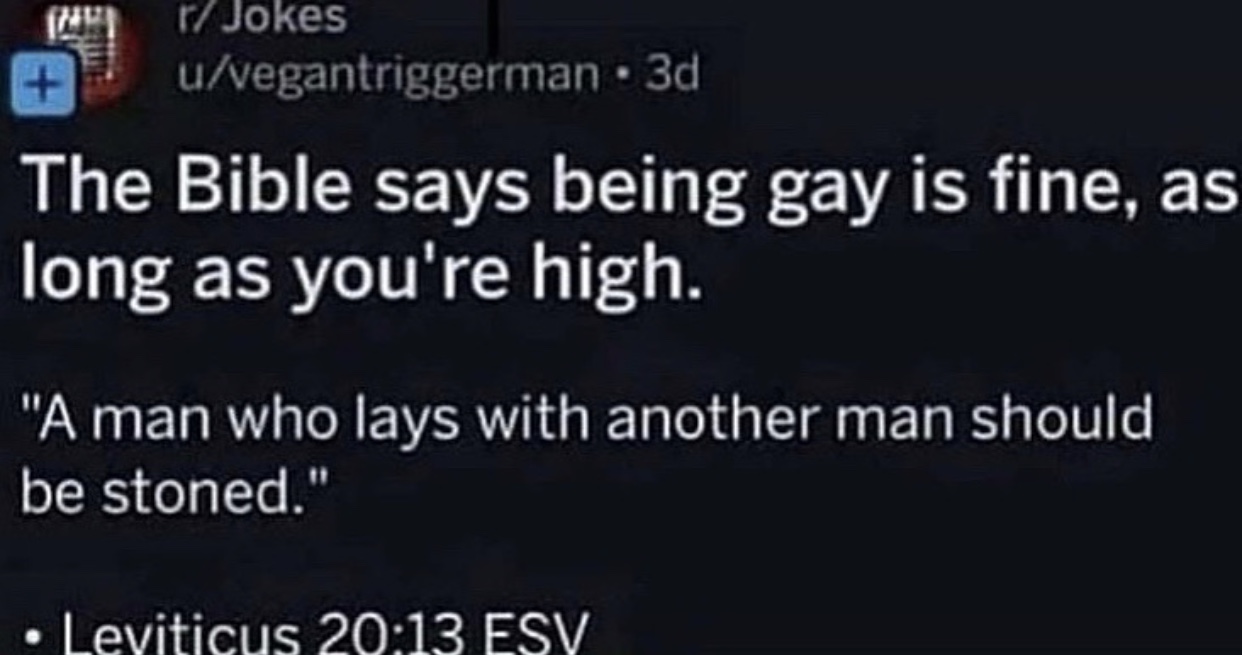 r/Jokes
u/vegantriggerman • 3d
The Bible says being gay is fine, as
long as you're high.
"A man who lays with another man should
be stoned."
• Leviticus 20:13 ESV